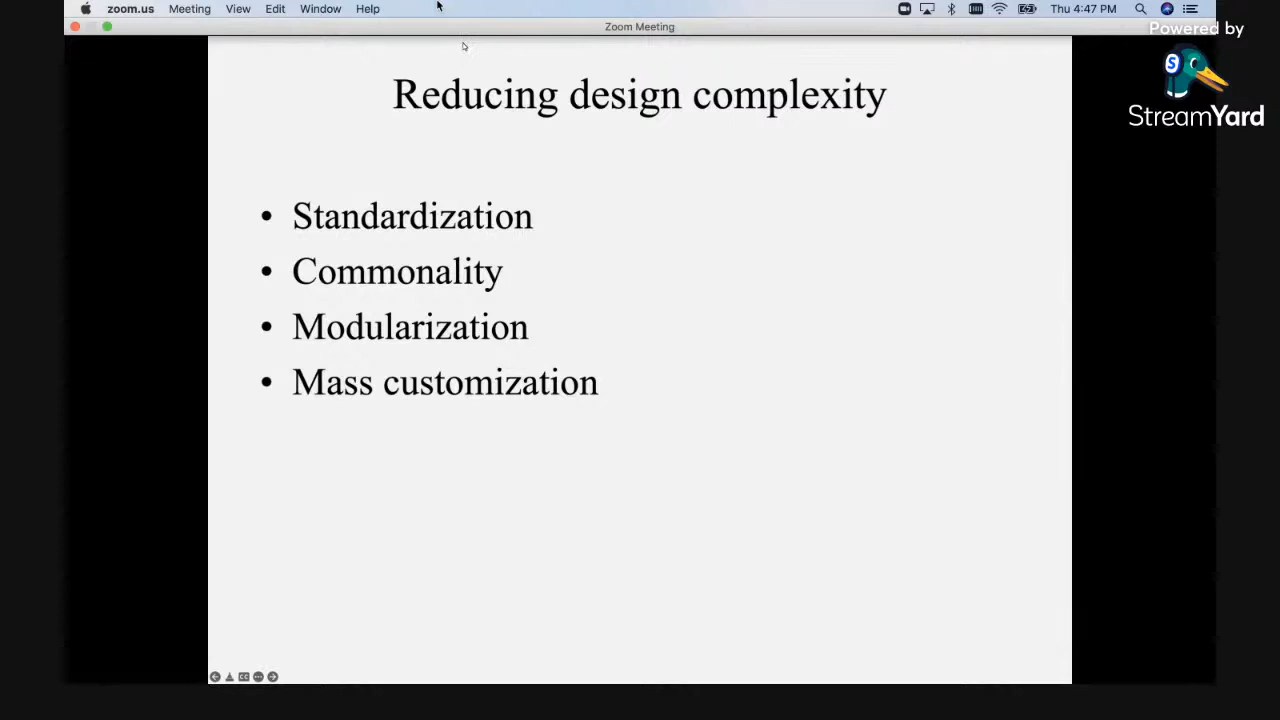 zoom.us Meeting View Edit Window Help Thu 4:47 PM
Zoom Meeting
Powered by
StreamYard
Reducing design complexity
• Standardization
• Commonality
• Modularization
• Mass customization